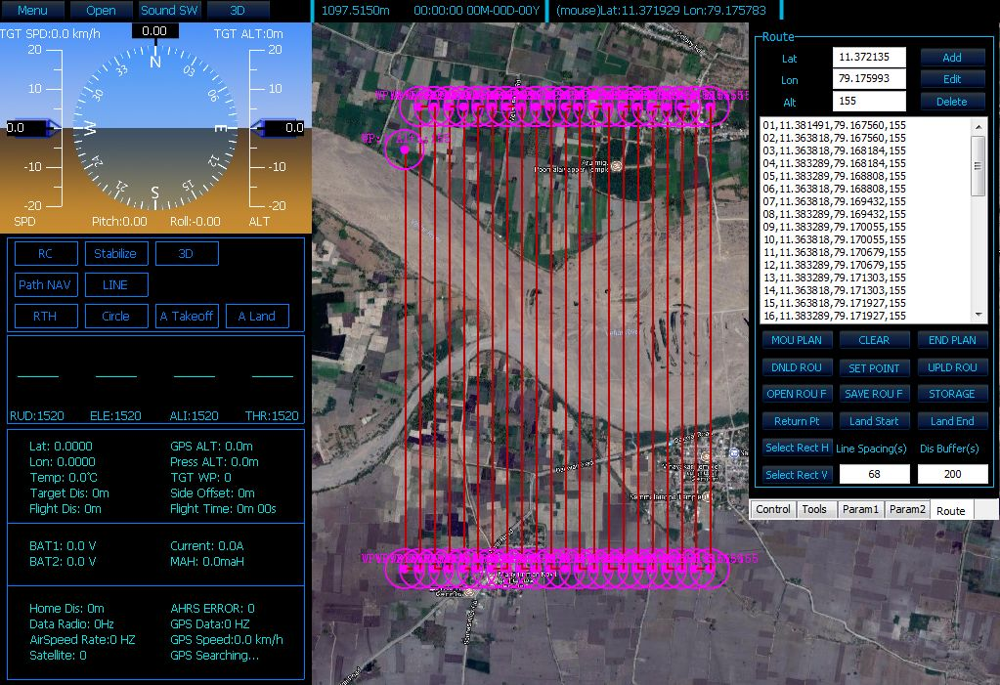 Menu Open Sound SW 3D 1097.5150m 00:00:00 00M-00D-00Y (mouse)Lat:11.371929 Lon:79.175783
TGT SPD:0.0 km/h 0.00 TGT ALT:0m
20 20
N
33 03
10 30 06 10
0.0 W E 0.0
-10 24 12 -10
21 15
-20 S -20
SPD Pitch:0.00 Roll:-0.00 ALT
RC Stabilize 3D
Path NAV LINE
RTH Circle A Takeoff A Land
RUD:1520 ELE:1520 ALI:1520 THR:1520
Lat: 0.0000 GPS ALT: 0.0m
Lon: 0.0000 Press ALT: 0.0m
Temp: 0.0℃ TGT WP: 0
Target Dis: 0m Side Offset: 0m
Flight Dis: 0m Flight Time: 0m 00s
BAT1: 0.0 V Current: 0.0A
BAT2: 0.0 V MAH: 0.0maH
Home Dis: 0m AHRS ERROR: 0
Data Radio: 0Hz GPS Data:0 HZ
AirSpeed Rate:0 HZ GPS Speed:0.0 km/h
Satellite: 0 GPS Searching...
Route
Lat 11.372135 Add
Lon 79.175993 Edit
Alt 155 Delete
01,11.381491,79.167560,155
02,11.363818,79.167560,155
03,11.363818,79.168184,155
04,11.383289,79.168184,155
05,11.383289,79.168808,155
06,11.363818,79.168808,155
07,11.363818,79.169432,155
08,11.383289,79.169432,155
09,11.383289,79.170055,155
10,11.363818,79.170055,155
11,11.363818,79.170679,155
12,11.383289,79.170679,155
13,11.383289,79.171303,155
14,11.363818,79.171303,155
15,11.363818,79.171927,155
16,11.383289,79.171927,155
MOU PLAN CLEAR END PLAN
DNLD ROU SET POINT UPLD ROU
OPEN ROU F SAVE ROU F STORAGE
Return Pt Land Start Land End
Select Rect H Line Spacing(s) Dis Buffer(s)
Select Rect V 68 200
Control Tools Param1 Param2 Route